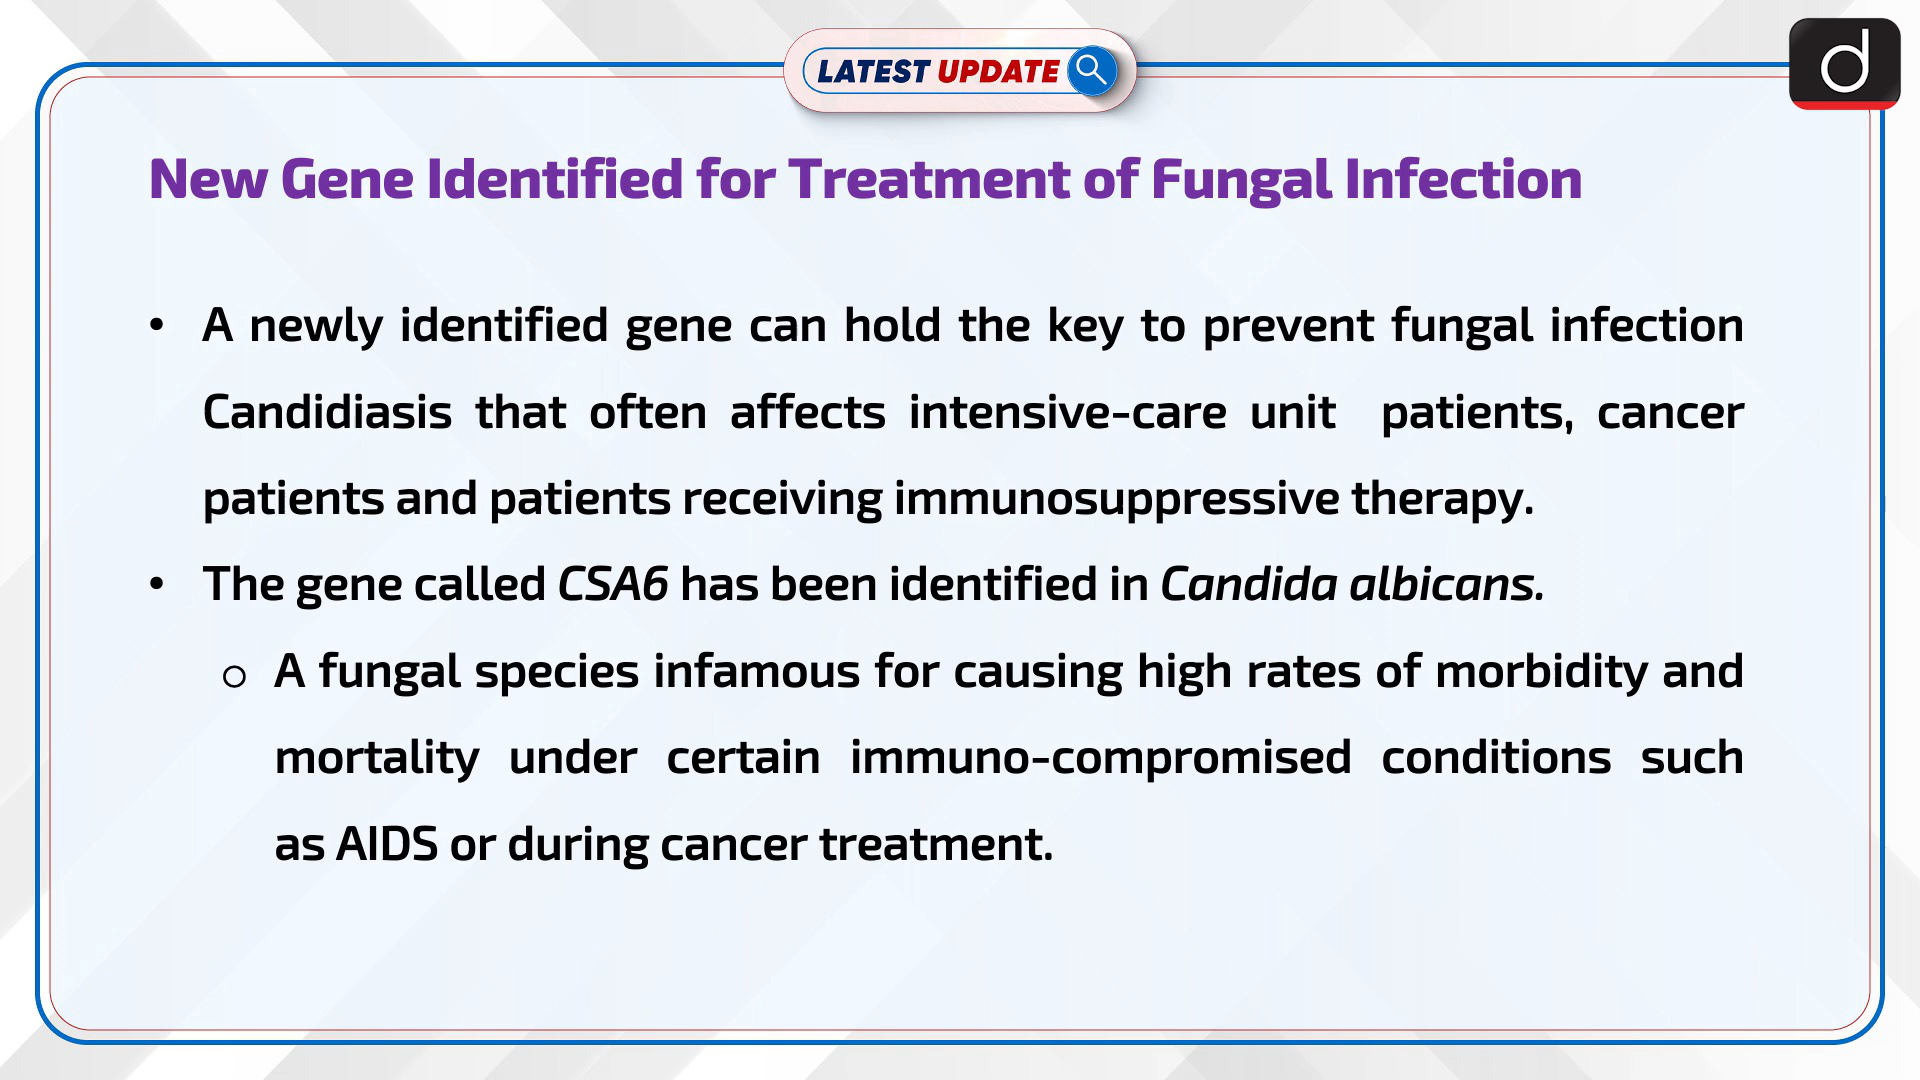 LATEST UPDATE
d
New Gene Identified for Treatment of Fungal Infection
• A newly identified gene can hold the key to prevent fungal infection
Candidiasis that often affects intensive-care unit patients, cancer
patients and patients receiving immunosuppressive therapy.
• The gene called CSA6 has been identified in Candida albicans.
○ A fungal species infamous for causing high rates of morbidity and
mortality under certain immuno-compromised conditions such
as AIDS or during cancer treatment.